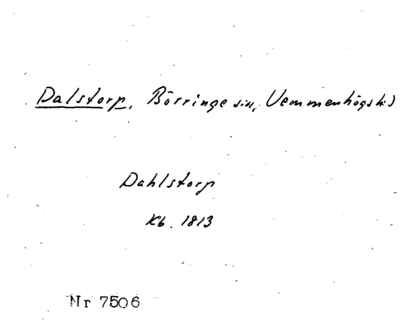 Dalstorp, Börringe sn, Vemmenhögs hd
Dahlstorp
Kb. 1813
Nr 7506